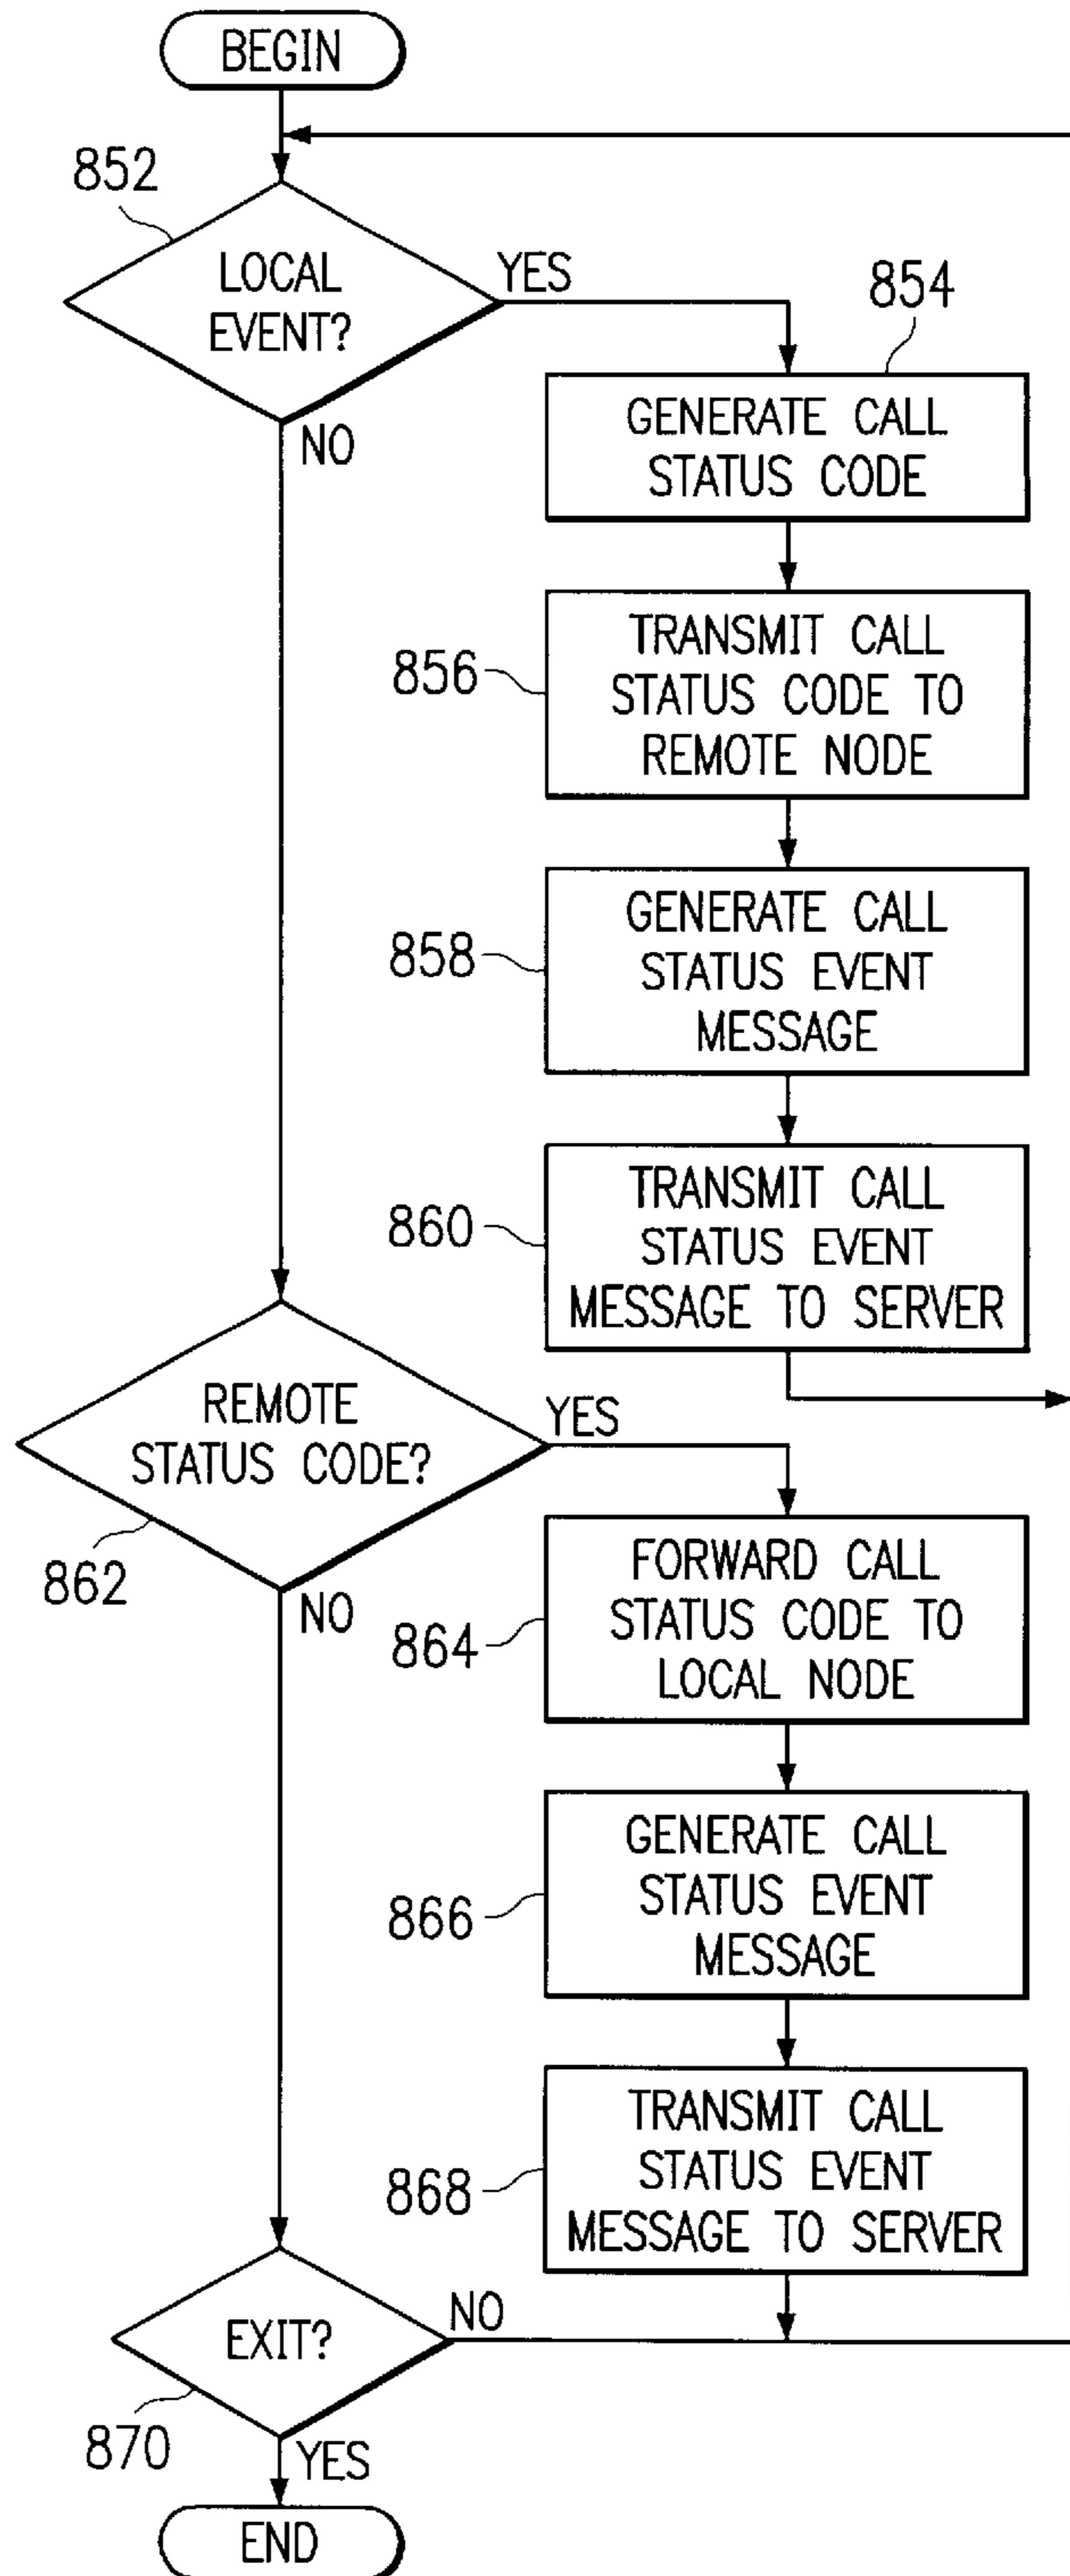 BEGIN
852
LOCAL
EVENT?
YES
NO
854
GENERATE CALL
STATUS CODE
856
TRANSMIT CALL
STATUS CODE TO
REMOTE NODE
858
GENERATE CALL
STATUS EVENT
MESSAGE
860
TRANSMIT CALL
STATUS EVENT
MESSAGE TO SERVER
REMOTE
STATUS CODE?
YES
862
NO
864
FORWARD CALL
STATUS CODE TO
LOCAL NODE
866
GENERATE CALL
STATUS EVENT
MESSAGE
868
TRANSMIT CALL
STATUS EVENT
MESSAGE TO SERVER
EXIT?
NO
870
YES
END